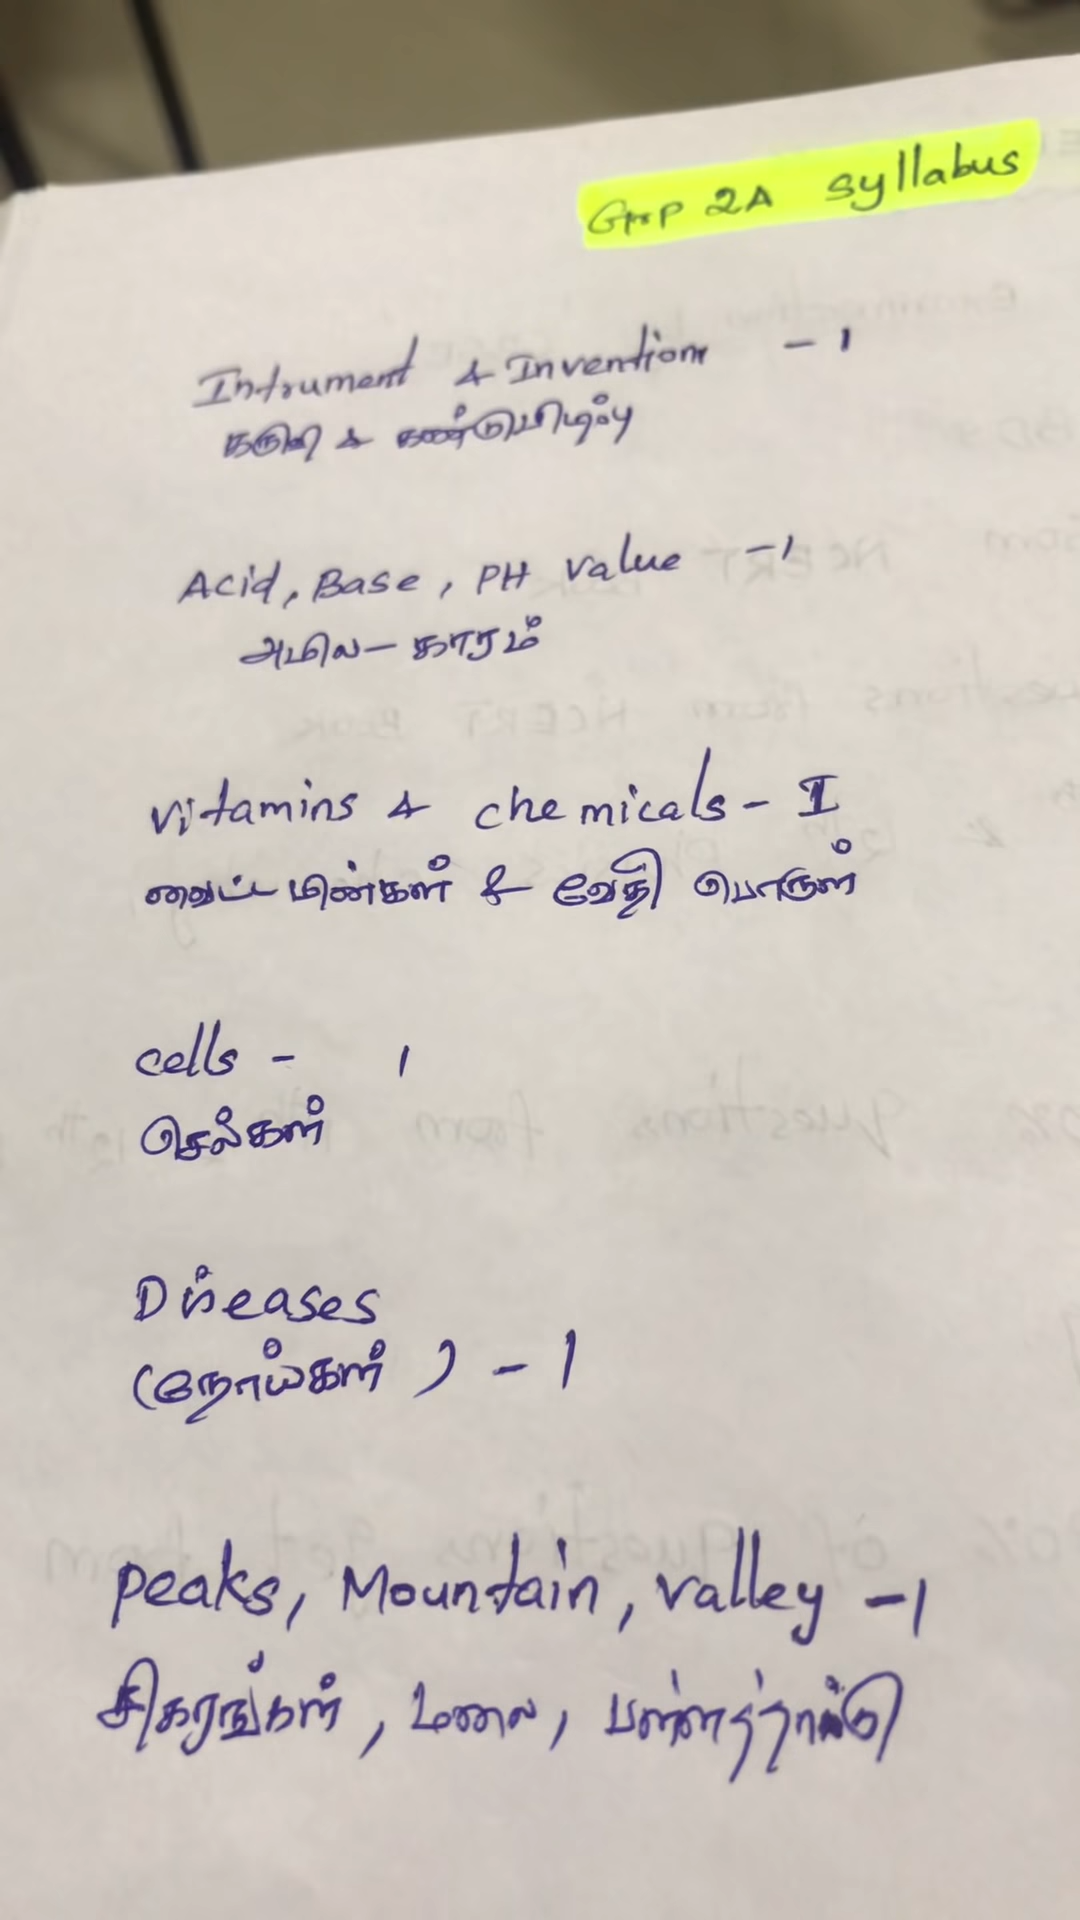 Grp 2A syllabus
Intrument & Invention - 1
கருவி & கண்டுபிடிப்பு
Acid, Base, PH value - 1
அமில - காரம்
vitamins & chemicals - I
வைட்டமின்கள் & வேதி பொருள்
cells - 1
செல்கள்
Diseases
(நோய்கள்) - 1
Peaks, Mountain, valley - 1
சிகரங்கள், மலை, பள்ளத்தாக்கு